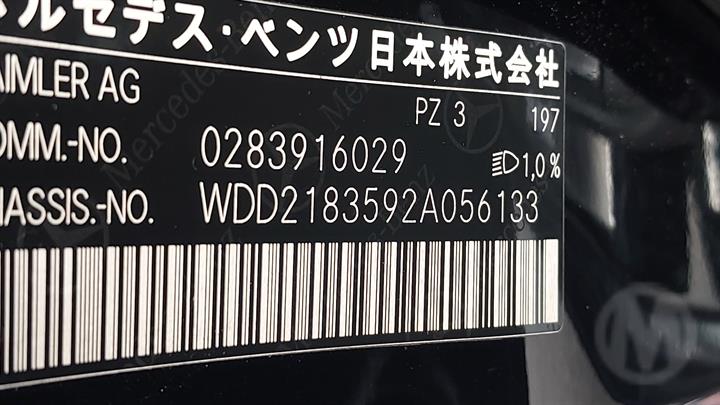 ルセデス・ベンツ日本株式会社
AIMLER AG
PZ 3 197
OMM.-NO. 0283916029 1,0%
HASSIS.-NO. WDD2183592A056133